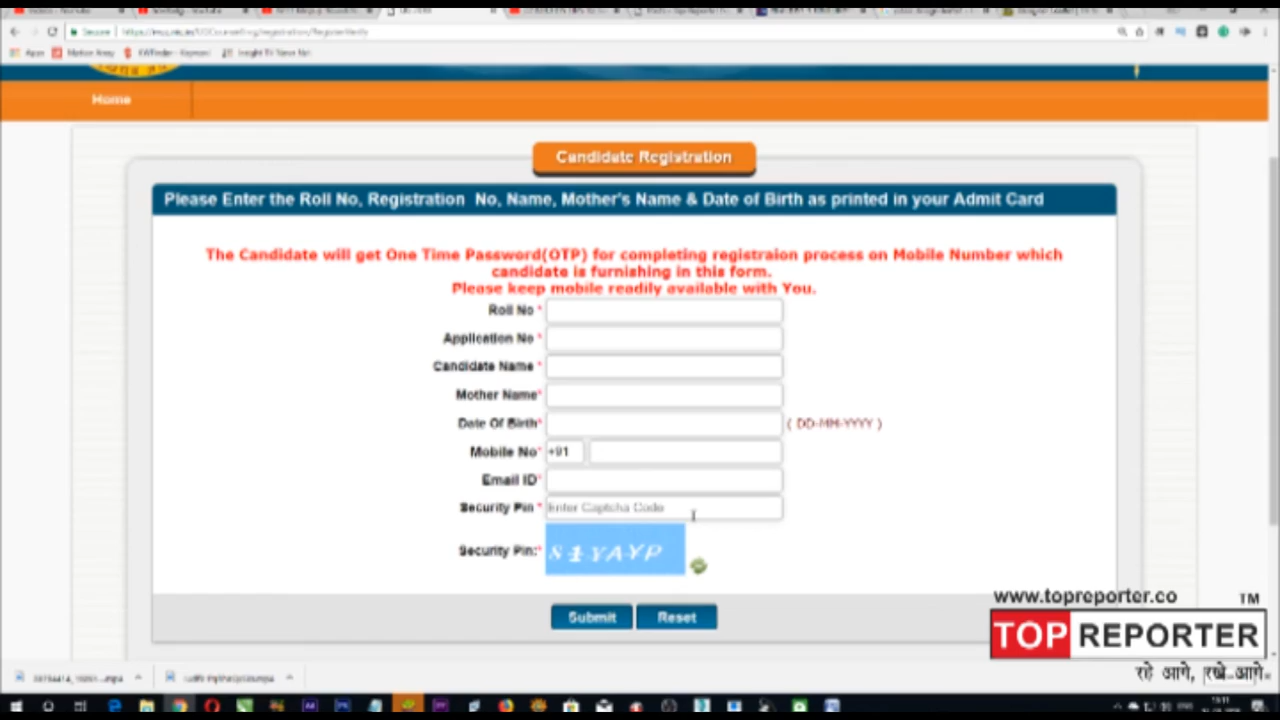 Secure
Apps
Home
Candidate Registration
Please Enter the Roll No, Registration No, Name, Mother's Name & Date of Birth as printed in your Admit Card
The Candidate will get One Time Password(OTP) for completing registraion process on Mobile Number which
candidate is furnishing in this form.
Please keep mobile readily available with You.
Roll No *
Application No *
Candidate Name *
Mother Name*
Date Of Birth* ( DD-MM-YYYY )
Mobile No* +91
Email ID*
Security Pin * Enter Captcha Code
Security Pin:* S1YAYP
Submit Reset
www.topreporter.co TM
TOP REPORTER
रहे आगे, रखे आगे..